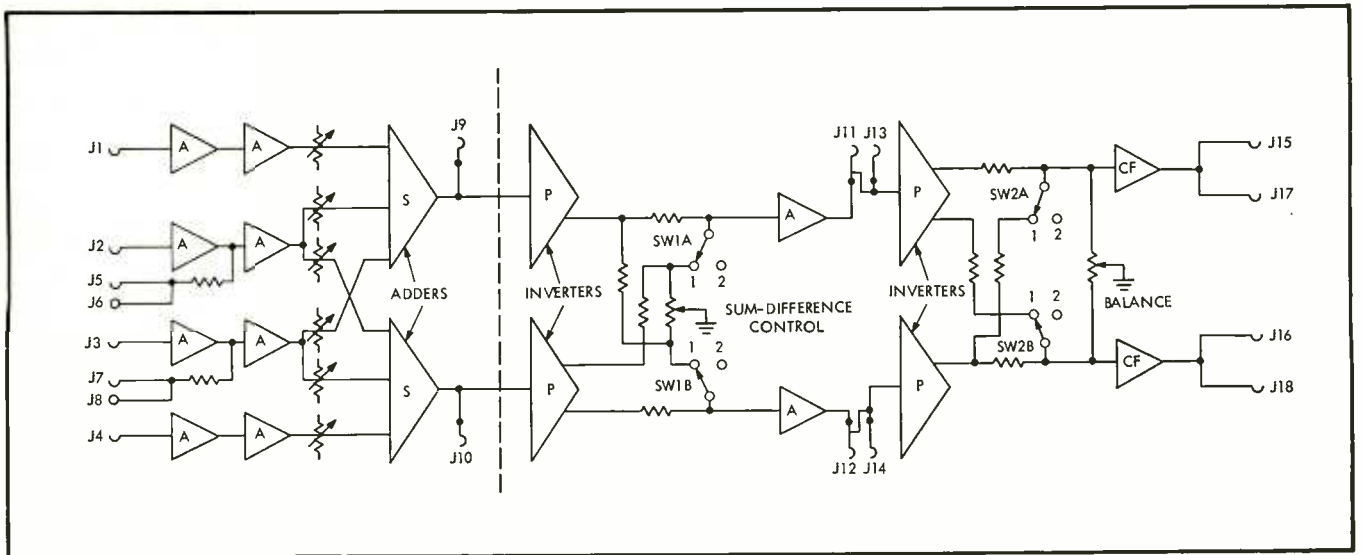 J1
A
A
J2
A
A
J5
J6
J3
A
A
J7
J8
J4
A
A
S
S
ADDERS
J9
J10
P
P
INVERTERS
SW1A
1 2
SUM-DIFFERENCE
CONTROL
1 2
SW1B
A
A
J11 J13
J12 J14
P
P
INVERTERS
SW2A
1 2
1 2
SW2B
BALANCE
CF
CF
J15
J17
J16
J18